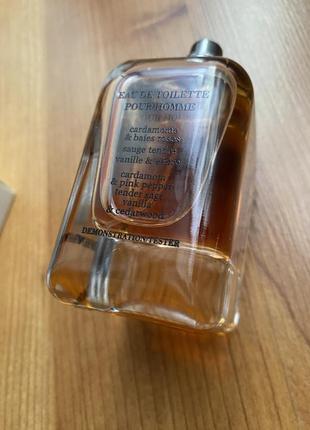 EAU DE TOILETTE
POUR HOMME
cardamome
& baies roses
sauge tendre
vanille &
cardamom
& pink pepper
tender sage
vanilla
& cedarwood
DEMONSTRATION/TESTER